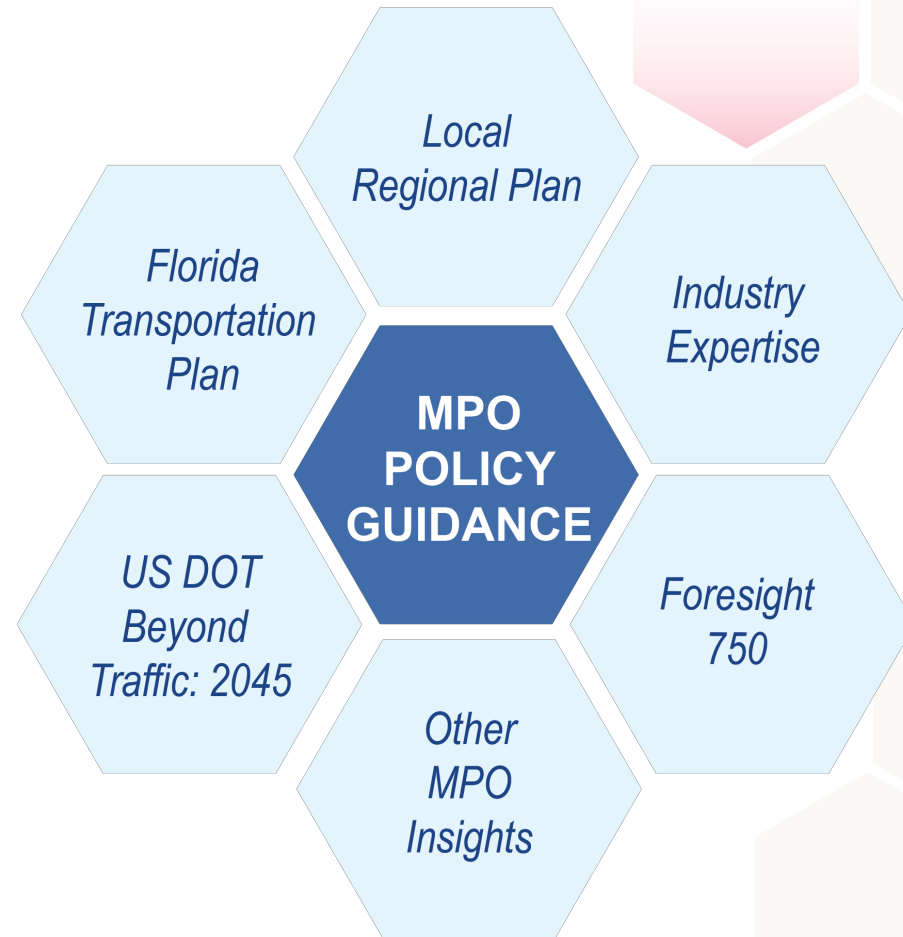 Local
Regional Plan
Florida
Transportation
Plan
Industry
Expertise
MPO
POLICY
GUIDANCE
US DOT
Beyond
Traffic: 2045
Foresight
750
Other
MPO
Insights